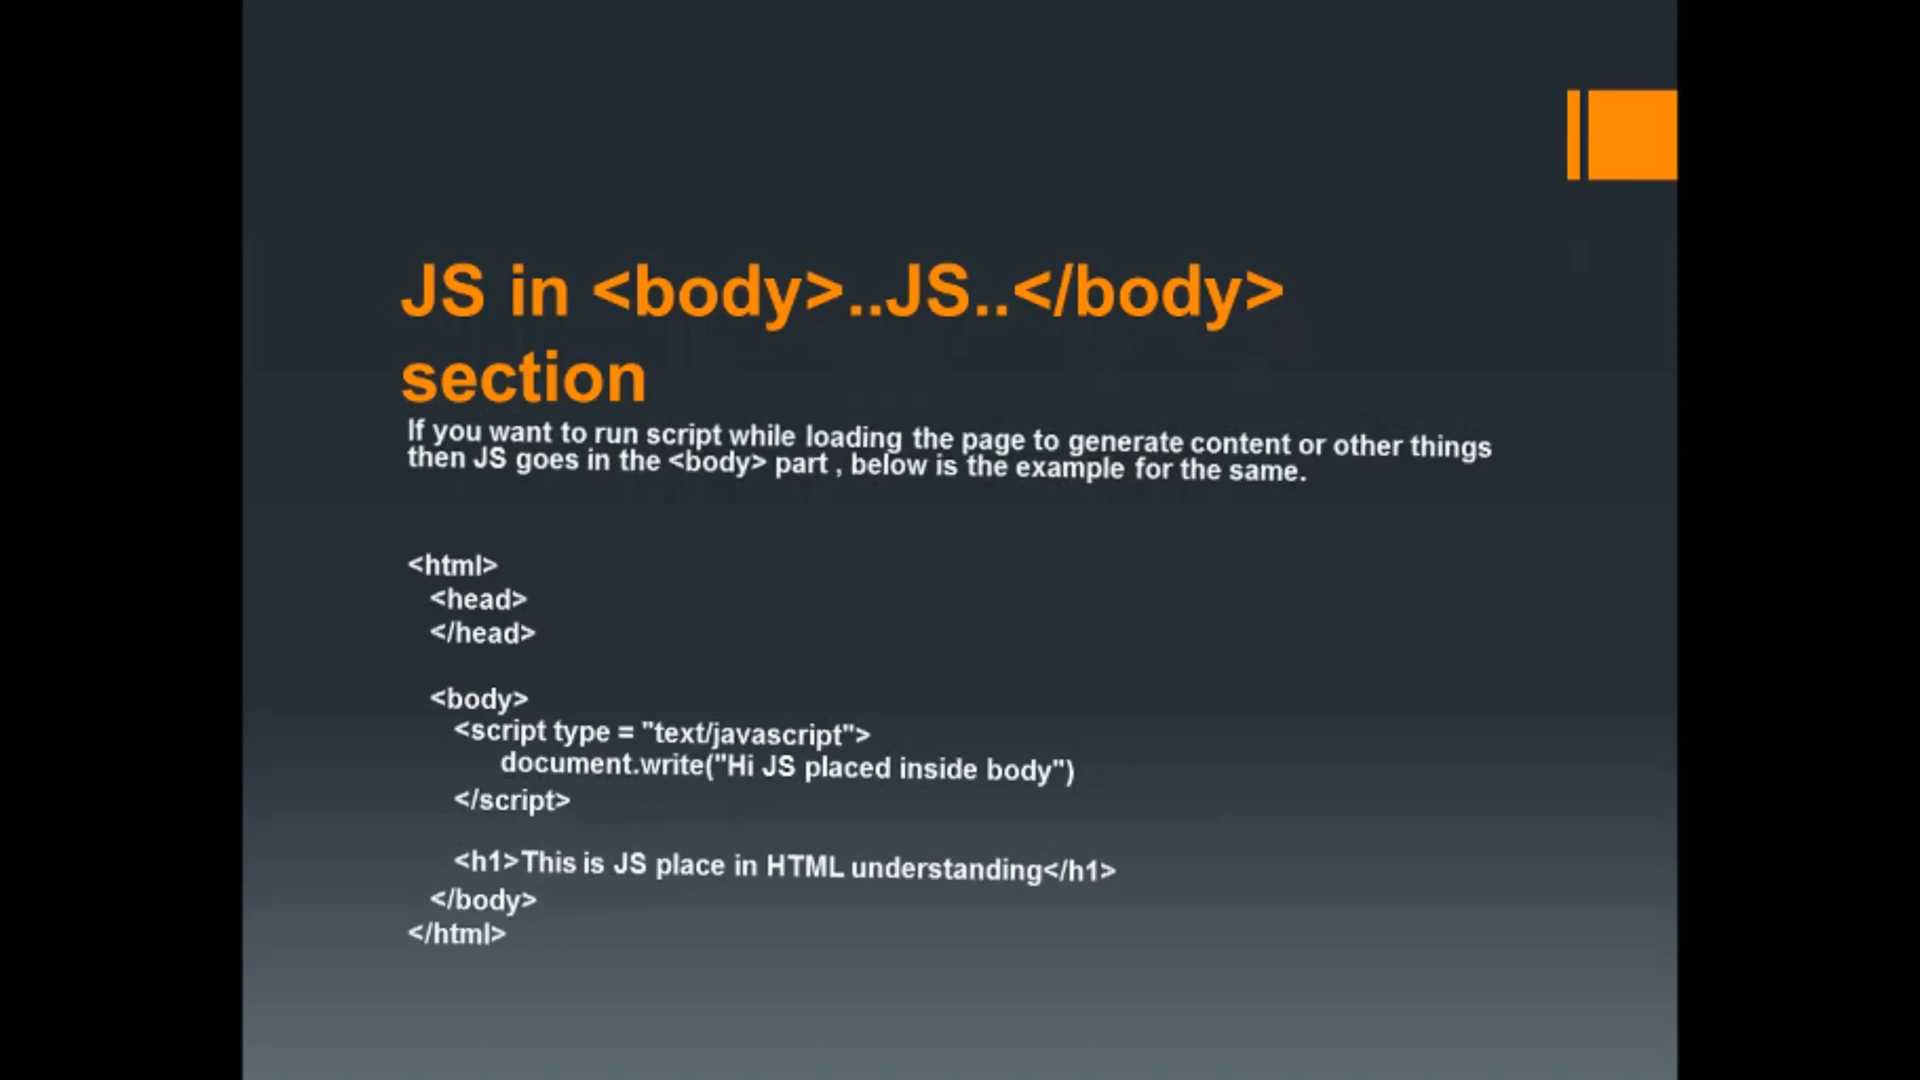 JS in <body>..JS..</body>
section
If you want to run script while loading the page to generate content or other things
then JS goes in the <body> part , below is the example for the same.
<html>
<head>
</head>
<body>
<script type = "text/javascript">
document.write("Hi JS placed inside body")
</script>
<h1>This is JS place in HTML understanding</h1>
</body>
</html>